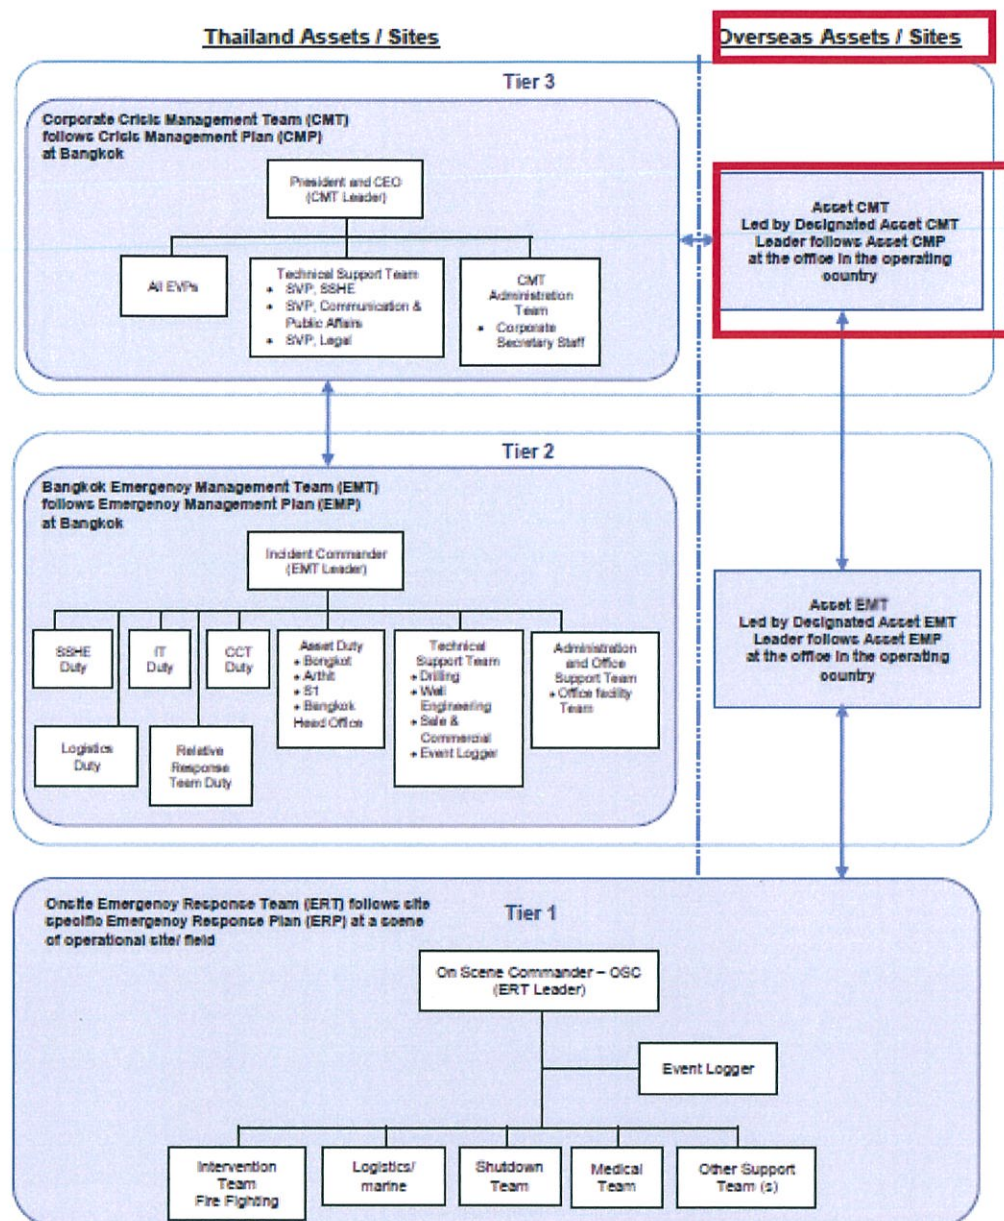 Thailand Assets / Sites
Overseas Assets / Sites
Tier 3
Corporate Crisis Management Team (CMT)
follows Crisis Management Plan (CMP)
at Bangkok
President and CEO
(CMT Leader)
All EVPs
Technical Support Team
• SVP, SSHE
• SVP, Communication &
Public Affairs
• SVP, Legal
CMT
Administration
Team
• Corporate
Secretary Staff
Asset CMT
Led by Designated Asset CMT
Leader follows Asset CMP
at the office in the operating
country
Tier 2
Bangkok Emergency Management Team (EMT)
follows Emergency Management Plan (EMP)
at Bangkok
Incident Commander
(EMT Leader)
SSHE
Duty
IT
Duty
CCT
Duty
Asset Duty
• Bongkot
• Arthit
• S1
• Bangkok
Head Office
Technical
Support Team
• Drilling
• Well
Engineering
• Sale &
Commercial
• Event Logger
Administration
and Office
Support Team
• Office facility
Team
Logistics
Duty
Relative
Response
Team Duty
Asset EMT
Led by Designated Asset EMT
Leader follows Asset EMP
at the office in the operating
country
Onsite Emergency Response Team (ERT) follows site
specific Emergency Response Plan (ERP) at a scene
of operational site/ field
Tier 1
On Scene Commander – OSC
(ERT Leader)
Event Logger
Intervention
Team
Fire Fighting
Logistics/
marine
Shutdown
Team
Medical
Team
Other Support
Team (s)